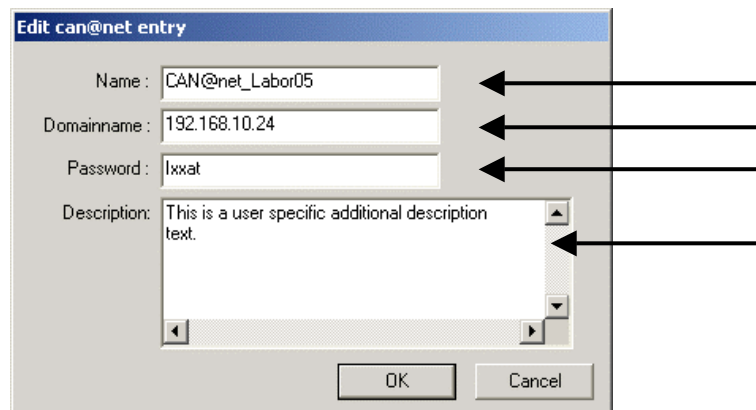 Edit can@net entry
Name : CAN@net_Labor05
Domainname : 192.168.10.24
Password : Ixxat
Description: This is a user specific additional description
text.
OK Cancel